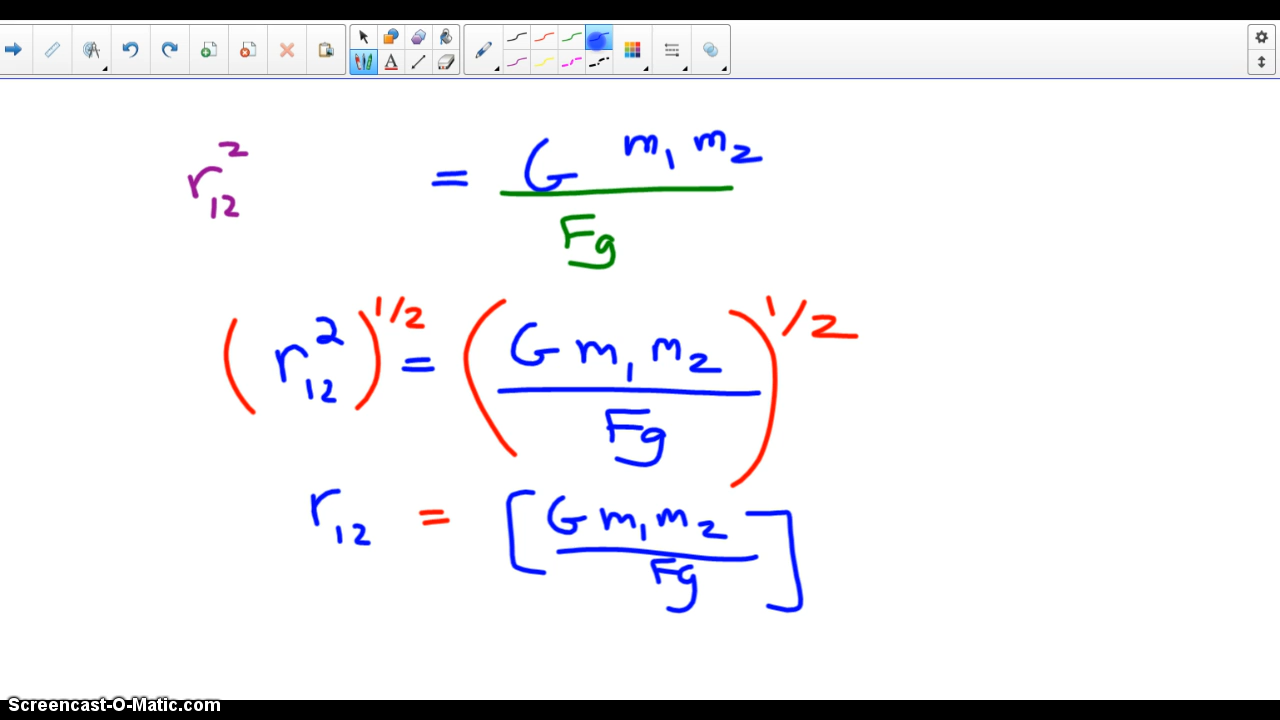 r₁₂² = G m₁ m₂ / Fg
(r₁₂²)^1/2 = (G m₁ m₂ / Fg)^1/2
r₁₂ = [G m₁ m₂ / Fg]
Screencast-O-Matic.com